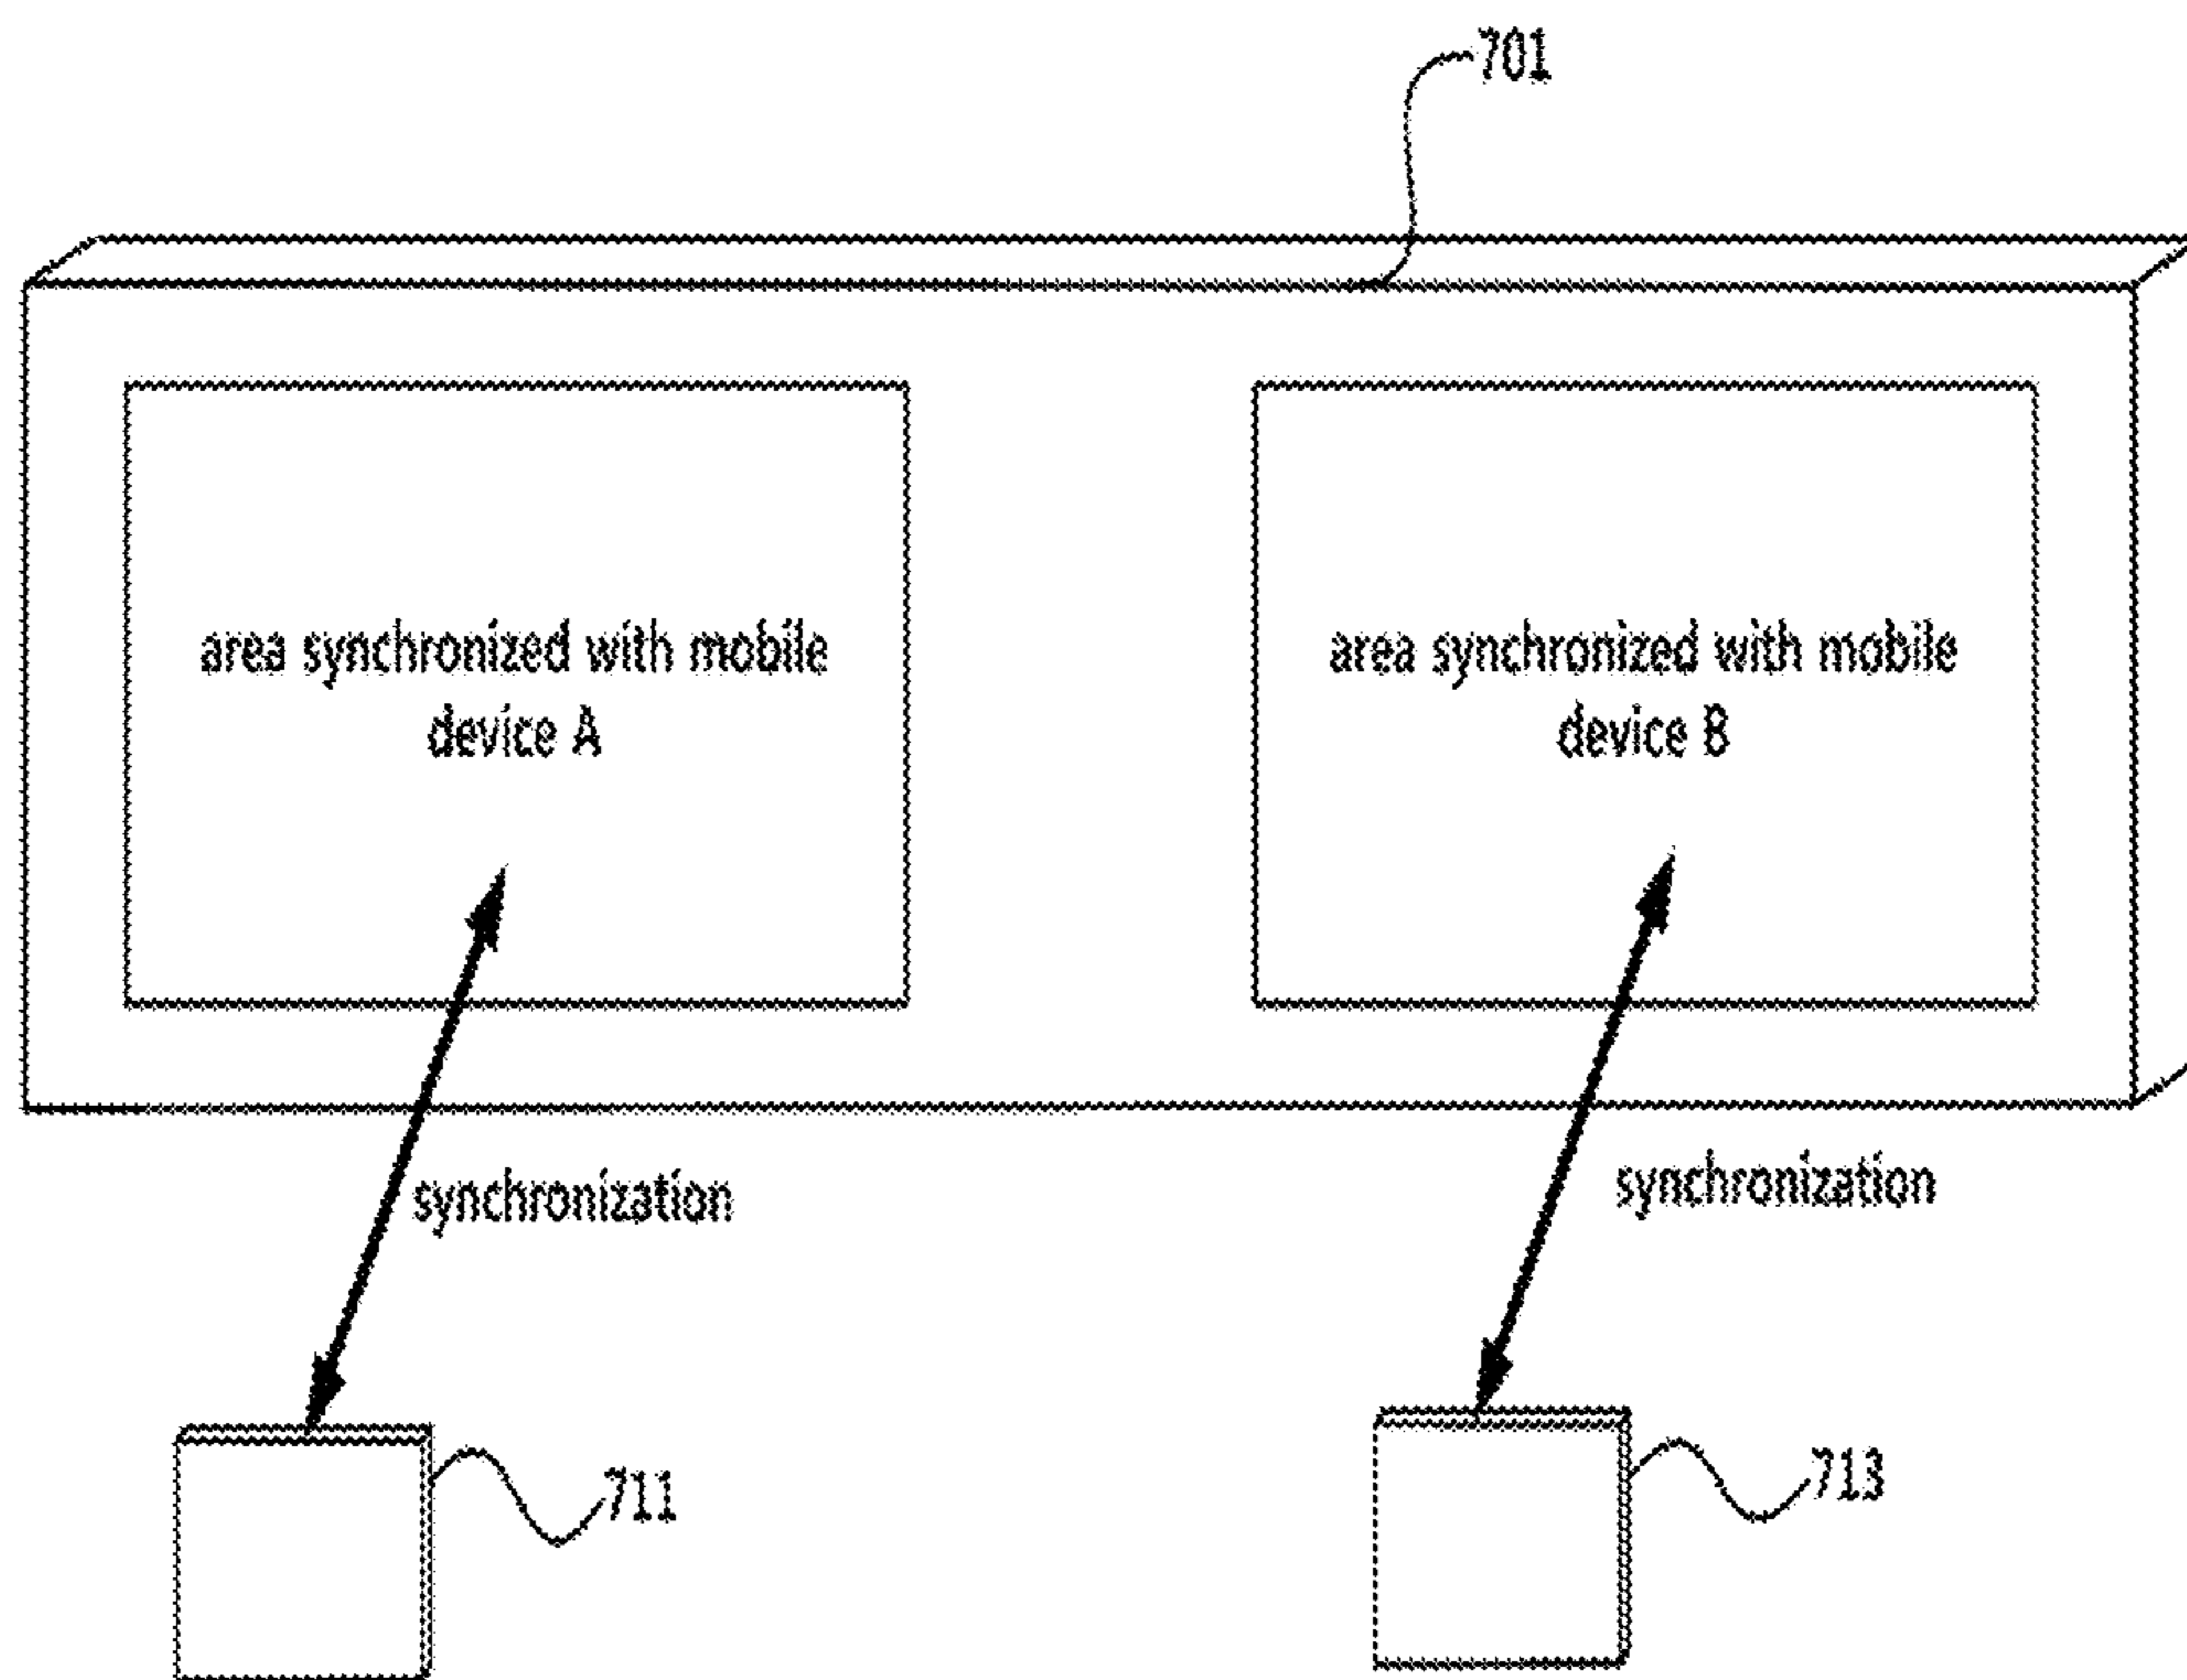 701
area synchronized with mobile
device A
area synchronized with mobile
device B
synchronization
synchronization
711
713